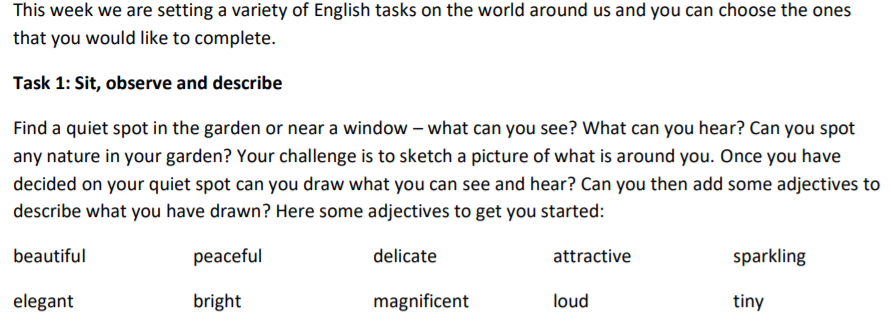 This week we are setting a variety of English tasks on the world around us and you can choose the ones
that you would like to complete.
Task 1: Sit, observe and describe
Find a quiet spot in the garden or near a window – what can you see? What can you hear? Can you spot
any nature in your garden? Your challenge is to sketch a picture of what is around you. Once you have
decided on your quiet spot can you draw what you can see and hear? Can you then add some adjectives to
describe what you have drawn? Here some adjectives to get you started:
beautiful peaceful delicate attractive sparkling
elegant bright magnificent loud tiny